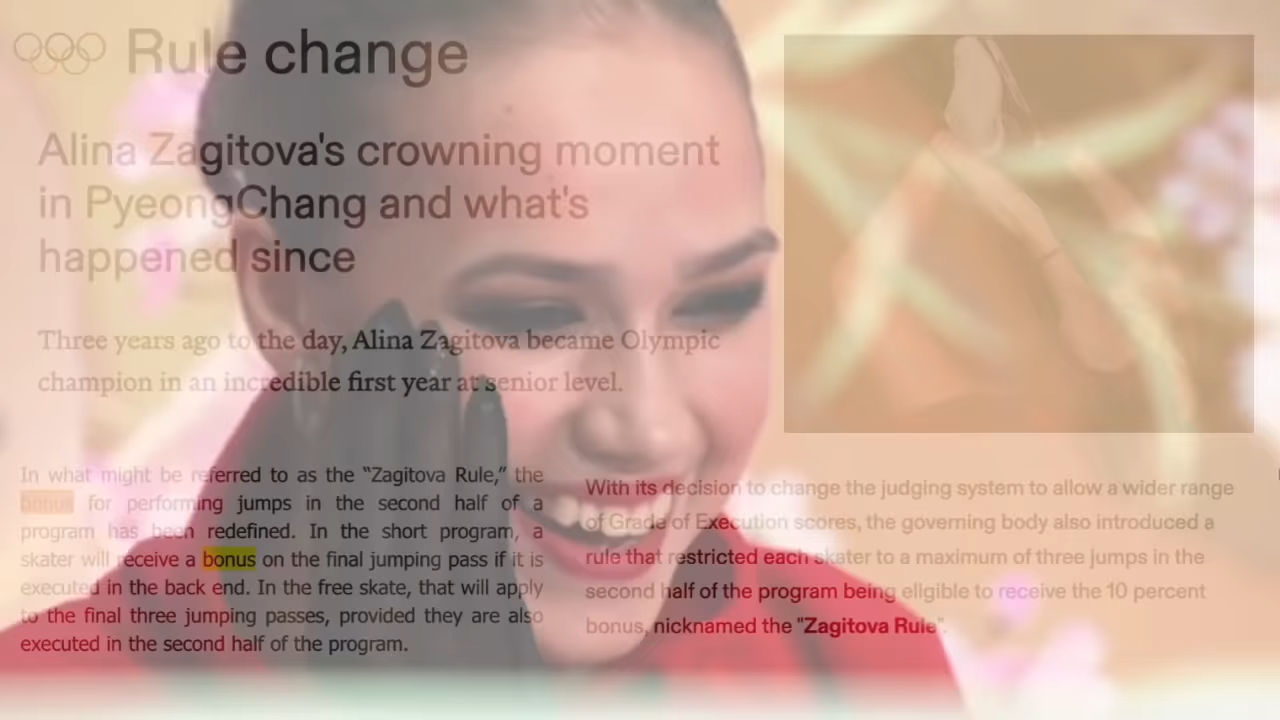 Rule change
Alina Zagitova's crowning moment
in PyeongChang and what's
happened since
Three years ago to the day, Alina Zagitova became Olympic
champion in an incredible first year at senior level.
In what might be referred to as the “Zagitova Rule,” the
bonus for performing jumps in the second half of a
program has been redefined. In the short program, a
skater will receive a bonus on the final jumping pass if it is
executed in the back end. In the free skate, that will apply
to the final three jumping passes, provided they are also
executed in the second half of the program.
With its decision to change the judging system to allow a wider range
of Grade of Execution scores, the governing body also introduced a
rule that restricted each skater to a maximum of three jumps in the
second half of the program being eligible to receive the 10 percent
bonus, nicknamed the "Zagitova Rule".